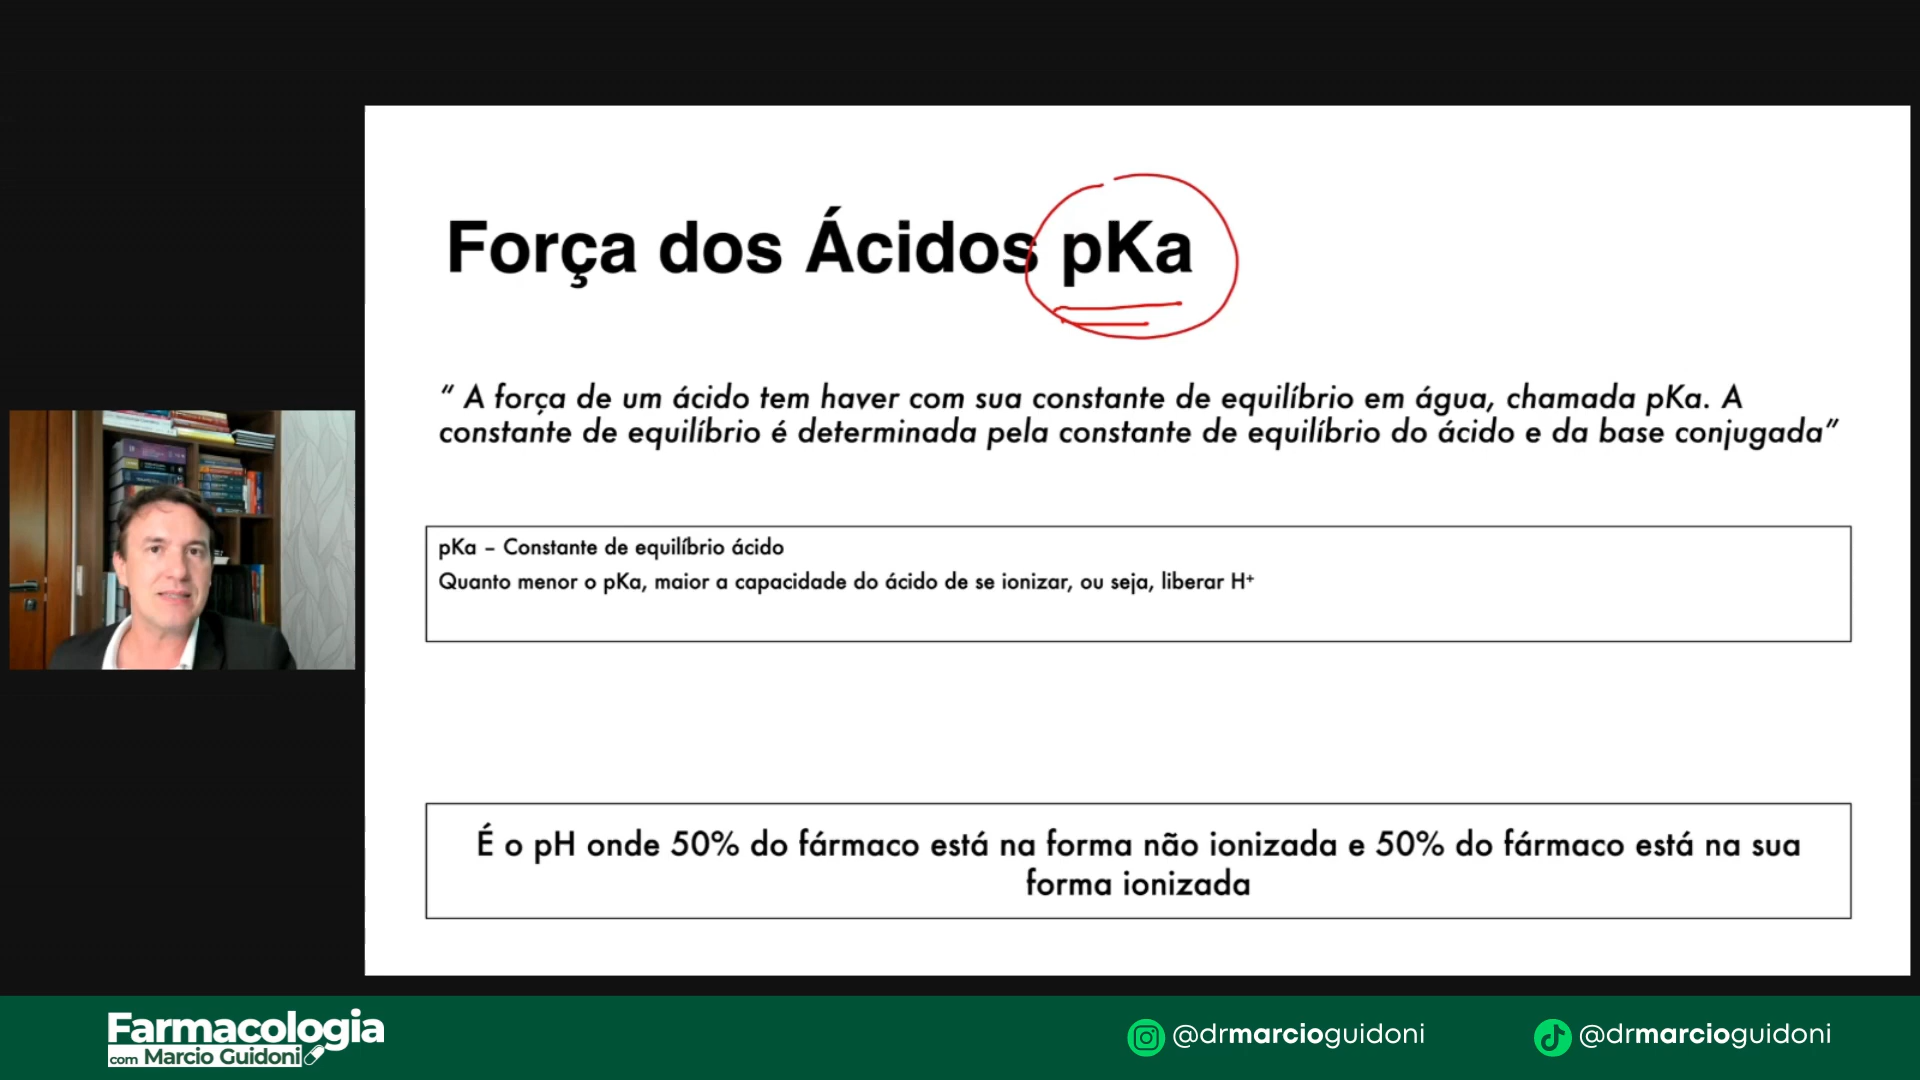 Força dos Ácidos pKa
“ A força de um ácido tem haver com sua constante de equilíbrio em água, chamada pKa. A
constante de equilíbrio é determinada pela constante de equilíbrio do ácido e da base conjugada”
pKa – Constante de equilíbrio ácido
Quanto menor o pKa, maior a capacidade do ácido de se ionizar, ou seja, liberar H⁺
É o pH onde 50% do fármaco está na forma não ionizada e 50% do fármaco está na sua
forma ionizada
Farmacologia
com Marcio Guidoni
@drmarcioguidoni
@drmarcioguidoni